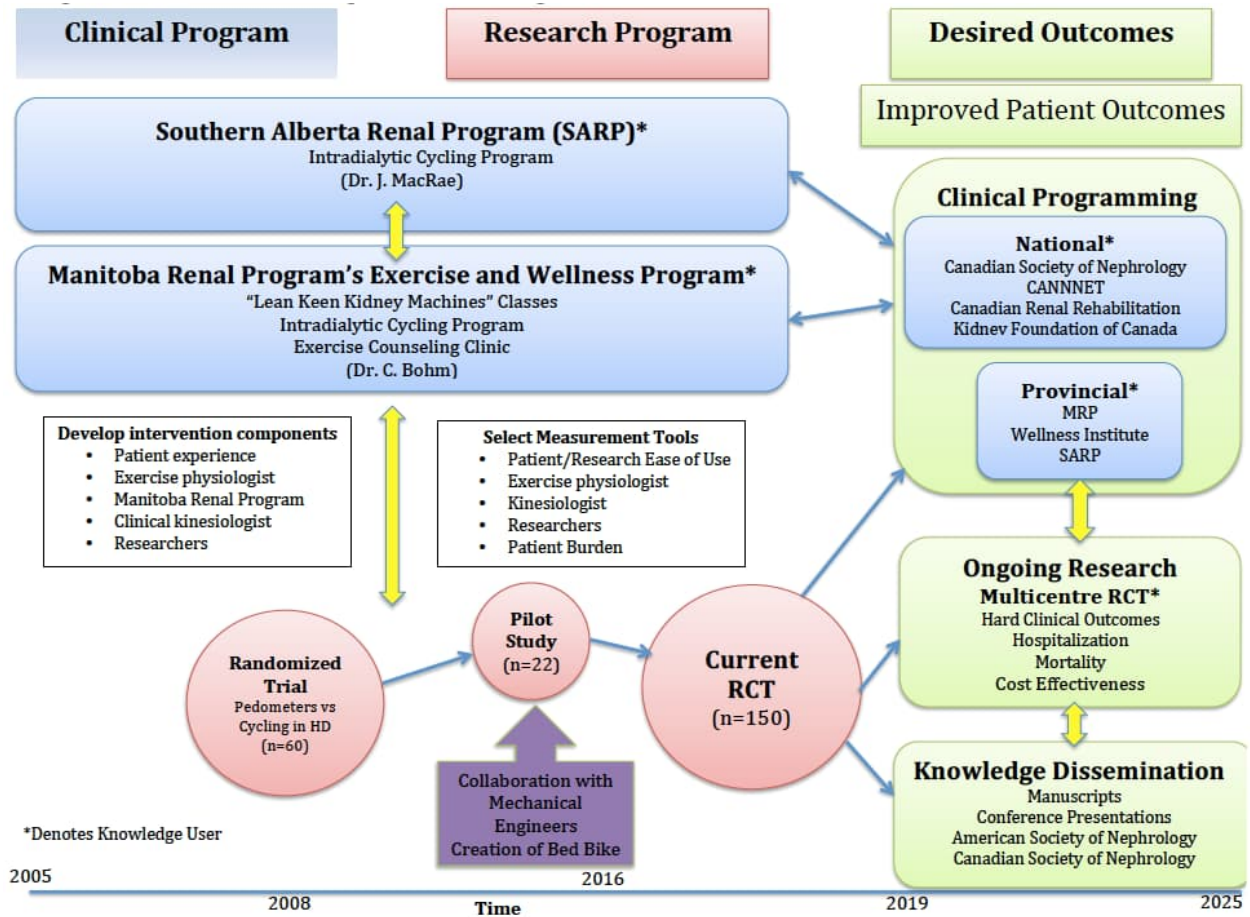 Clinical Program
Research Program
Desired Outcomes
Improved Patient Outcomes
Southern Alberta Renal Program (SARP)*
Intradialytic Cycling Program
(Dr. J. MacRae)
Manitoba Renal Program's Exercise and Wellness Program*
“Lean Keen Kidney Machines” Classes
Intradialytic Cycling Program
Exercise Counseling Clinic
(Dr. C. Bohm)
Clinical Programming
National*
Canadian Society of Nephrology
CANNNET
Canadian Renal Rehabilitation
Kidney Foundation of Canada
Provincial*
MRP
Wellness Institute
SARP
Develop intervention components
• Patient experience
• Exercise physiologist
• Manitoba Renal Program
• Clinical kinesiologist
• Researchers
Select Measurement Tools
• Patient/Research Ease of Use
• Exercise physiologist
• Kinesiologist
• Researchers
• Patient Burden
Randomized
Trial
Pedometers vs
Cycling in HD
(n=60)
Pilot
Study
(n=22)
Current
RCT
(n=150)
Collaboration with
Mechanical
Engineers
Creation of Bed Bike
Ongoing Research
Multicentre RCT*
Hard Clinical Outcomes
Hospitalization
Mortality
Cost Effectiveness
Knowledge Dissemination
Manuscripts
Conference Presentations
American Society of Nephrology
Canadian Society of Nephrology
*Denotes Knowledge User
2005
2008
Time
2016
2019
2025